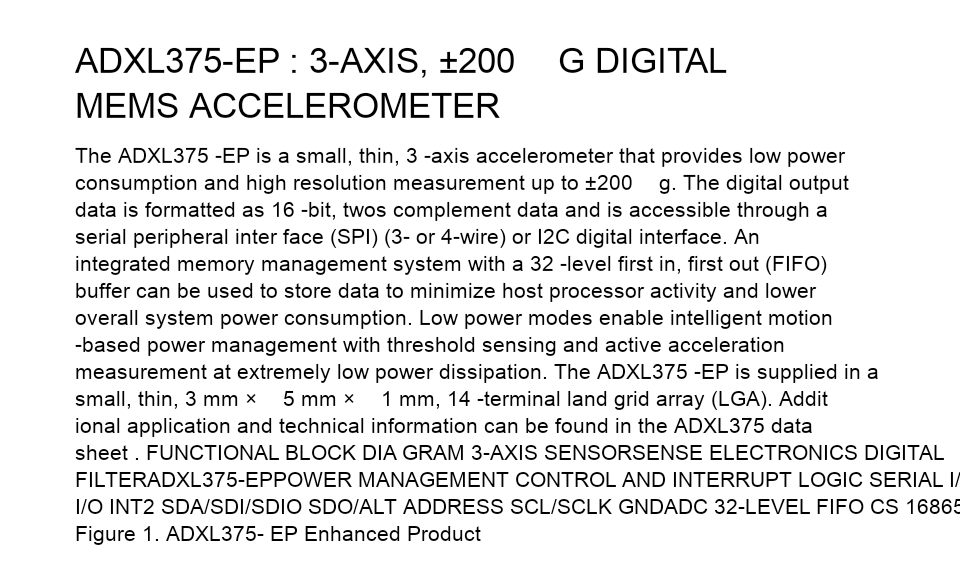 ADXL375-EP : 3-AXIS, ±200 G DIGITAL
MEMS ACCELEROMETER
The ADXL375 -EP is a small, thin, 3 -axis accelerometer that provides low power
consumption and high resolution measurement up to ±200 g. The digital output
data is formatted as 16 -bit, twos complement data and is accessible through a
serial peripheral inter face (SPI) (3- or 4-wire) or I2C digital interface. An
integrated memory management system with a 32 -level first in, first out (FIFO)
buffer can be used to store data to minimize host processor activity and lower
overall system power consumption. Low power modes enable intelligent motion
-based power management with threshold sensing and active acceleration
measurement at extremely low power dissipation. The ADXL375 -EP is supplied in a
small, thin, 3 mm × 5 mm × 1 mm, 14 -terminal land grid array (LGA). Addit
ional application and technical information can be found in the ADXL375 data
sheet . FUNCTIONAL BLOCK DIA GRAM 3-AXIS SENSORSENSE ELECTRONICS DIGITAL
FILTERADXL375-EPPOWER MANAGEMENT CONTROL AND INTERRUPT LOGIC SERIAL I/
I/O INT2 SDA/SDI/SDIO SDO/ALT ADDRESS SCL/SCLK GNDADC 32-LEVEL FIFO CS 16865
Figure 1. ADXL375- EP Enhanced Product